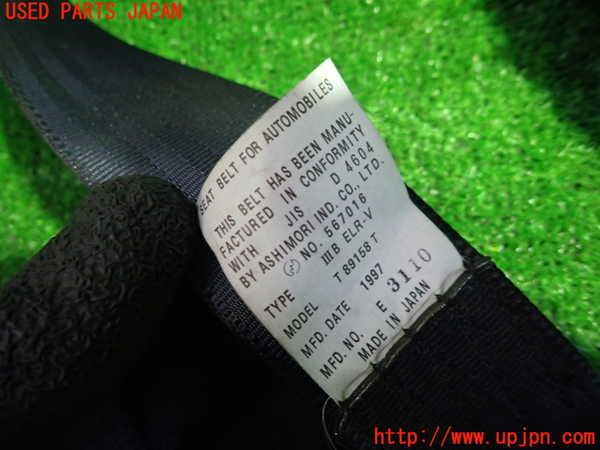 USED PARTS JAPAN
SEAT BELT FOR AUTOMOBILES
THIS BELT HAS BEEN MANU-
FACTURED IN CONFORMITY
WITH JIS D 4604
BY ASHIMORI IND. CO., LTD.
NO. 567016
TYPE ⅢB ELR-V
MODEL T 89158 T
MFD. DATE 1997
MFD. NO. E 3110
MADE IN JAPAN
http://www.upjpn.com